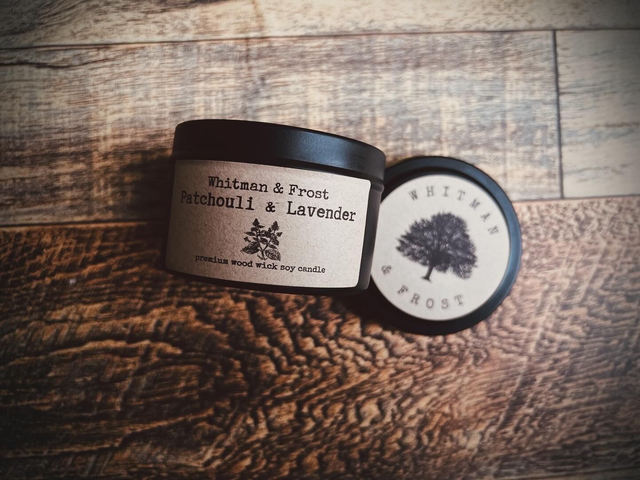 Whitman & Frost
Patchouli & Lavender
premium wood wick soy candle
WHITMAN
& FROST